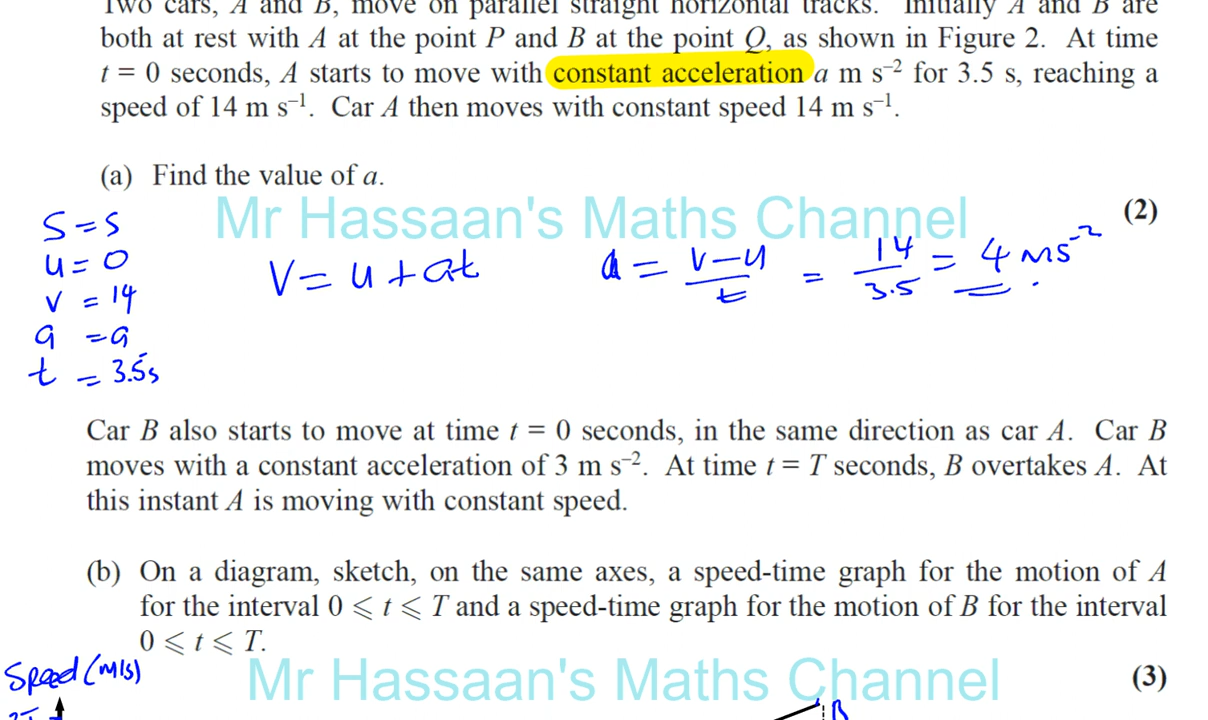 Two cars, A and B, move on parallel straight horizontal tracks. Initially A and B are
both at rest with A at the point P and B at the point Q, as shown in Figure 2. At time
t = 0 seconds, A starts to move with constant acceleration a m s⁻² for 3.5 s, reaching a
speed of 14 m s⁻¹. Car A then moves with constant speed 14 m s⁻¹.
(a) Find the value of a.
(2)
Mr Hassaan's Maths Channel
S = s
u = 0
v = 14
a = a
t = 3.5s
V = u + at
a = v – u / t = 14 / 3.5 = 4 ms⁻²
Car B also starts to move at time t = 0 seconds, in the same direction as car A. Car B
moves with a constant acceleration of 3 m s⁻². At time t = T seconds, B overtakes A. At
this instant A is moving with constant speed.
(b) On a diagram, sketch, on the same axes, a speed-time graph for the motion of A
for the interval 0 ⩽ t ⩽ T and a speed-time graph for the motion of B for the interval
0 ⩽ t ⩽ T.
(3)
Speed (m/s)
Mr Hassaan's Maths Channel
B